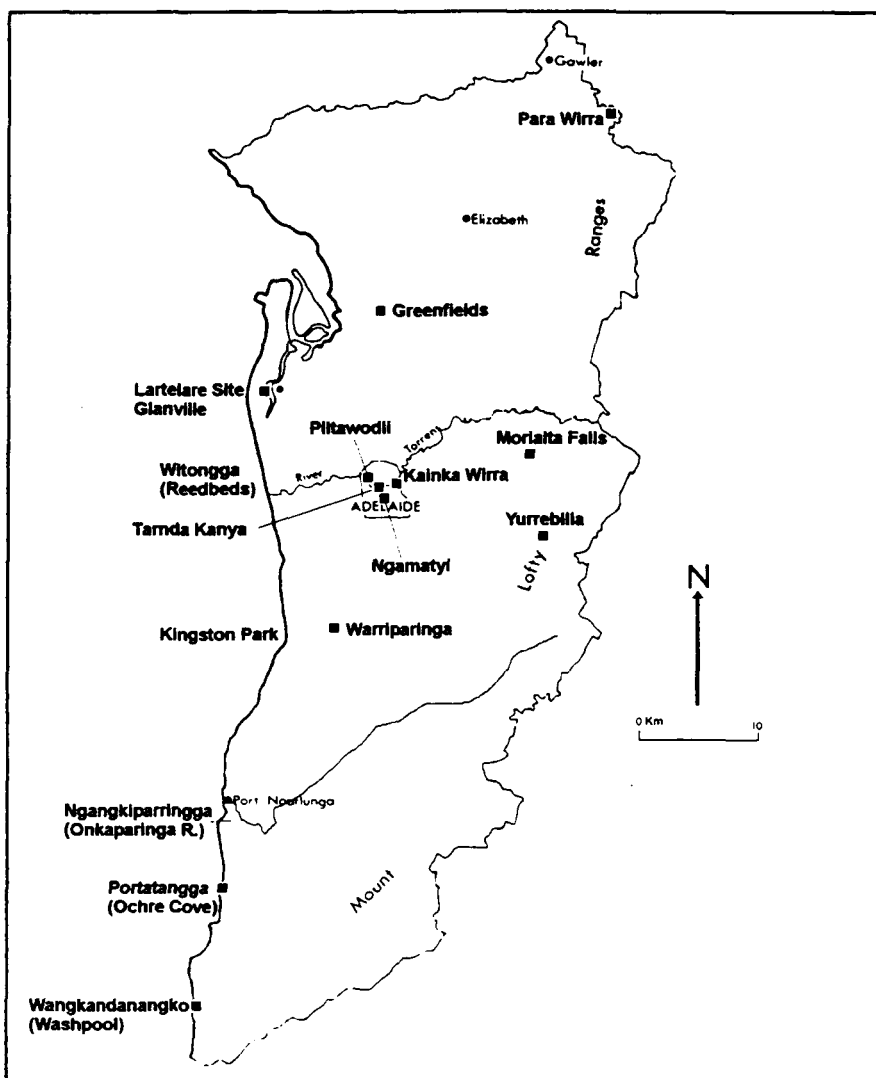 Gawler
Para Wirra
Ranges
Elizabeth
Greenfields
Lartelare Site
Glanville
Piltawodli
Torrens
Morialta Falls
Witongga
(Reedbeds)
River
Kainka Wirra
ADELAIDE
Tarnda Kanya
Yurrebilla
Ngamatyi
Lofty
N
Kingston Park
Warriparinga
0 Km 10
Port Noarlunga
Ngangkiparringga
(Onkaparinga R.)
Mount
Portatangga
(Ochre Cove)
Wangkandanangko
(Washpool)